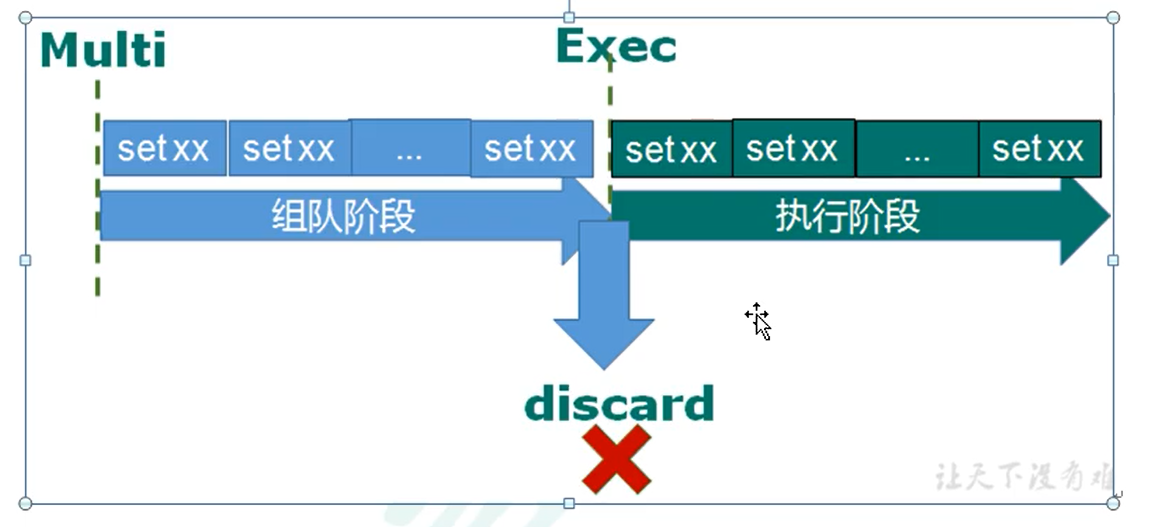 Multi
Exec
set xx set xx ... set xx set xx set xx ... set xx
组队阶段 执行阶段
discard
让天下没有难